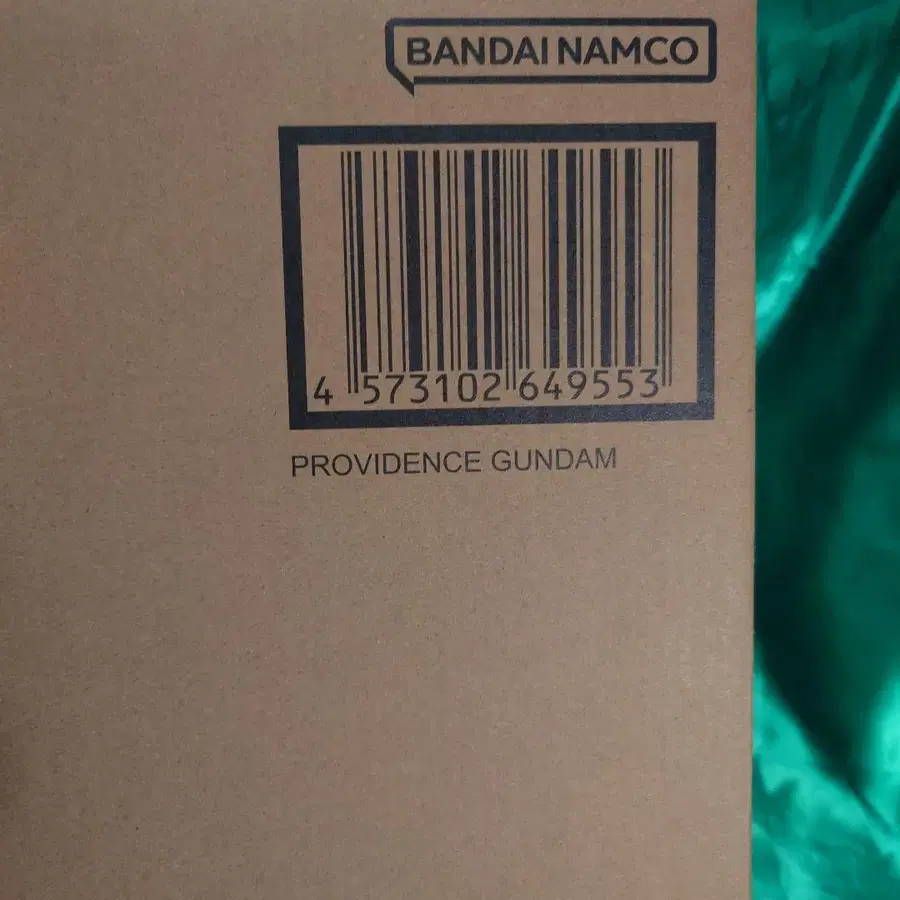 BANDAI NAMCO
4 573102 649553
PROVIDENCE GUNDAM